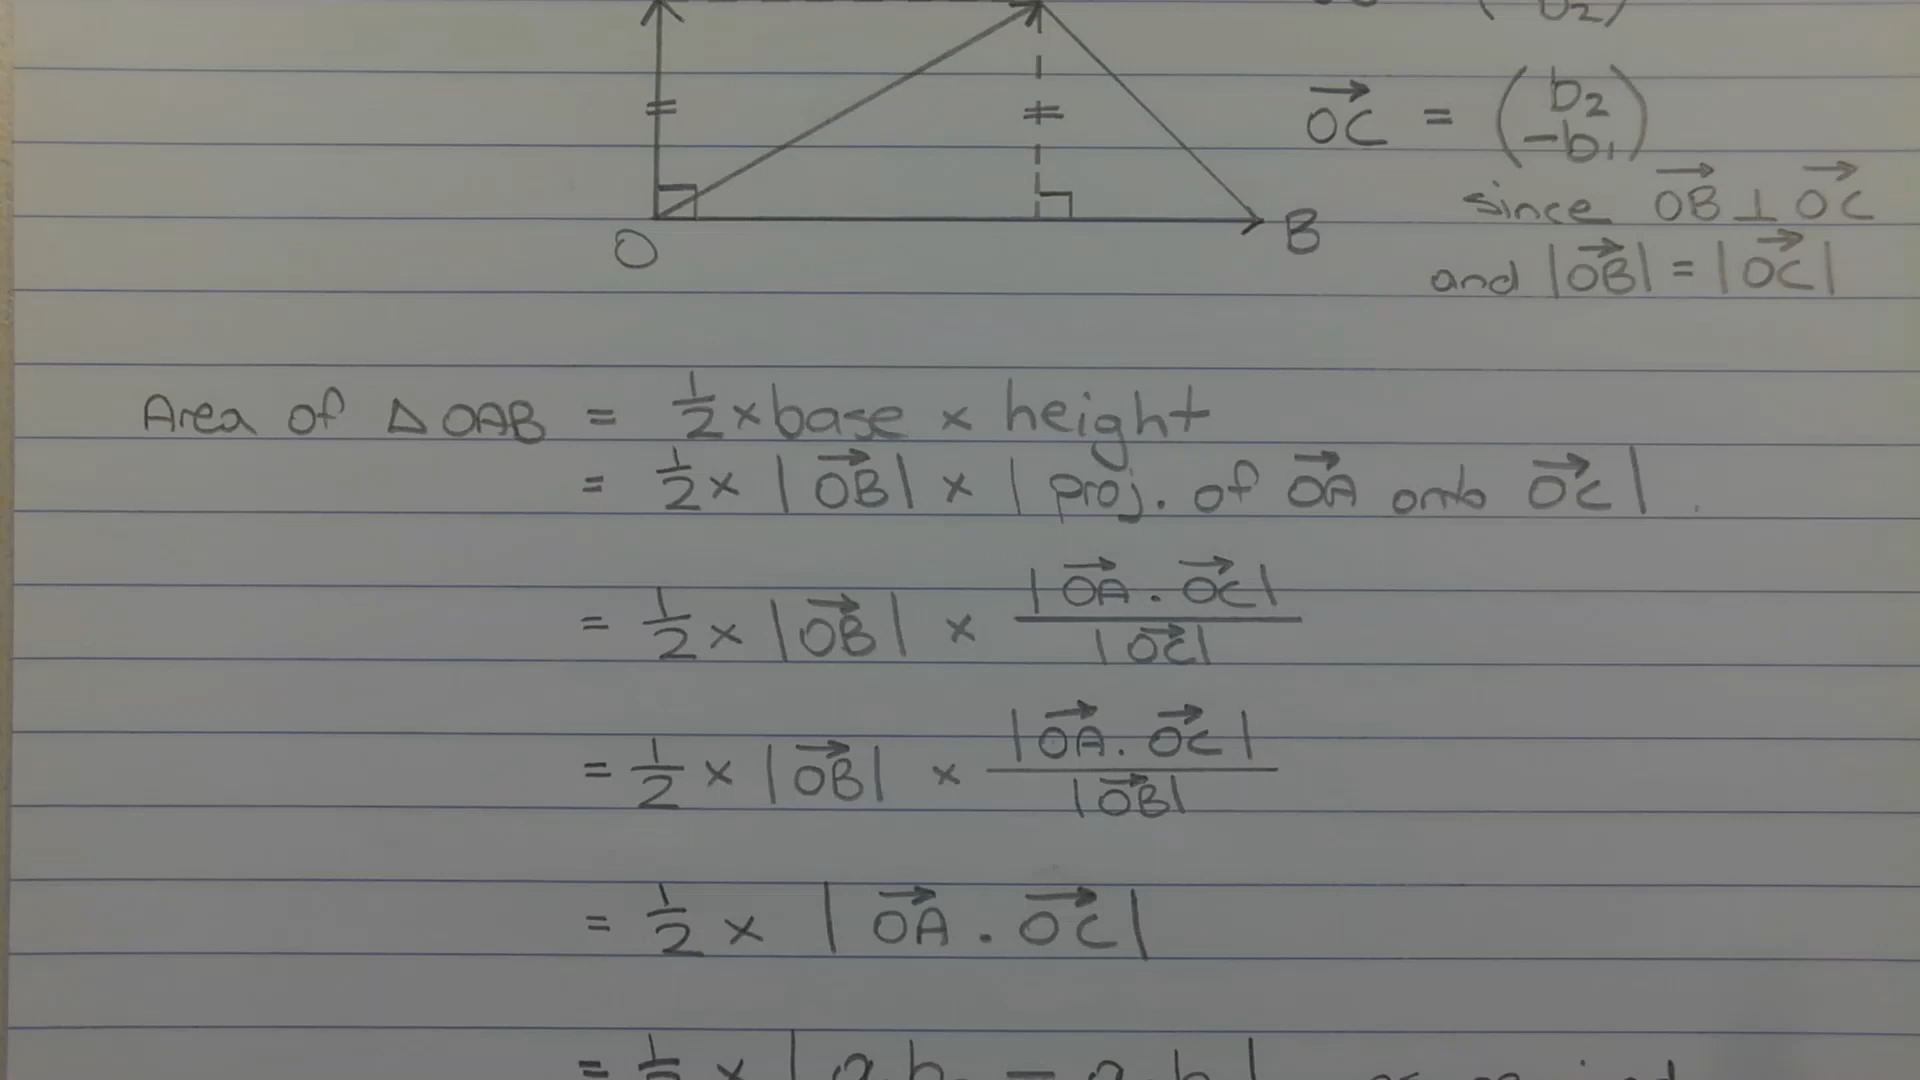 b₂)
OC→ = (b₂ -b₁)
since OB→ ⊥ OC→
and |OB→| = |OC→|
O
B
Area of △OAB = ½ × base × height
= ½ × |OB→| × | proj. of OA→ onto OC→ | .
= ½ × |OB→| × |OA→ . OC→| / |OC→|
= ½ × |OB→| × |OA→ . OC→| / |OB→|
= ½ × |OA→ . OC→|